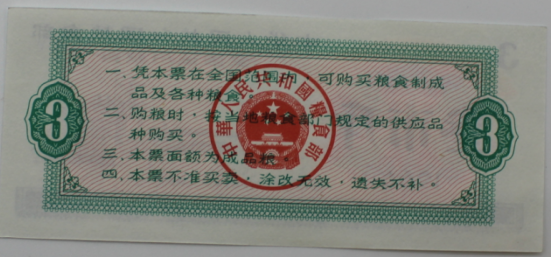 一、凭本票在全国范围内，可购买粮食制成
品及各种粮食。
二、购粮时，按当地粮食部门规定的供应品
种购买。
三、本票面额为成品粮。
四、本票不准买卖，涂改无效，遗失不补。
3
3
中華人民共和國糧食部